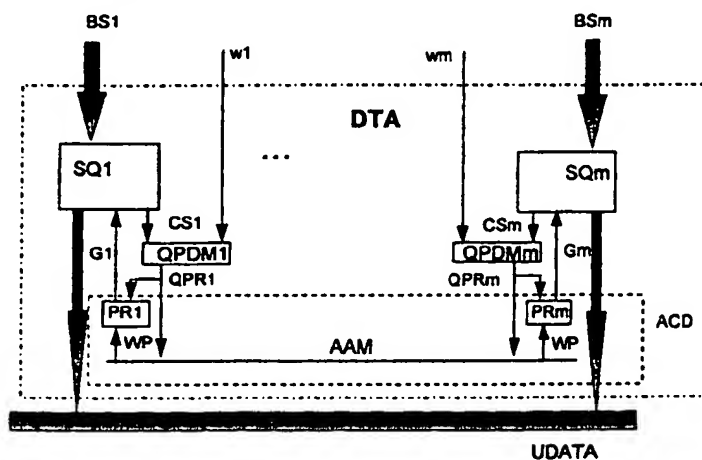 BS1
w1
wm
BSm
DTA
SQ1
...
SQm
CS1
CSm
G1
QPDM1
QPDMm
Gm
QPR1
QPRm
PR1
PRm
ACD
WP
AAM
WP
UDATA